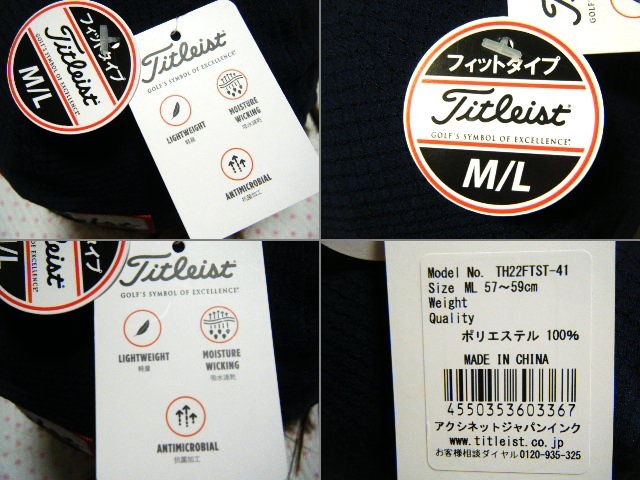 フィットタイプ
Titleist
GOLF'S SYMBOL OF EXCELLENCE
M/L
Titleist
GOLF'S SYMBOL OF EXCELLENCE
LIGHTWEIGHT
軽量
MOISTURE
WICKING
吸水速乾
ANTIMICROBIAL
抗菌加工
フィットタイプ
Titleist
GOLF'S SYMBOL OF EXCELLENCE
M/L
Titleist
GOLF'S SYMBOL OF EXCELLENCE
LIGHTWEIGHT
軽量
MOISTURE
WICKING
吸水速乾
ANTIMICROBIAL
抗菌加工
Model No. TH22FTST-41
Size ML 57～59cm
Weight
Quality
ポリエステル 100%
MADE IN CHINA
4550353603367
アクシネットジャパンインク
www.titleist.co.jp
お客様相談ダイヤル0120-935-325